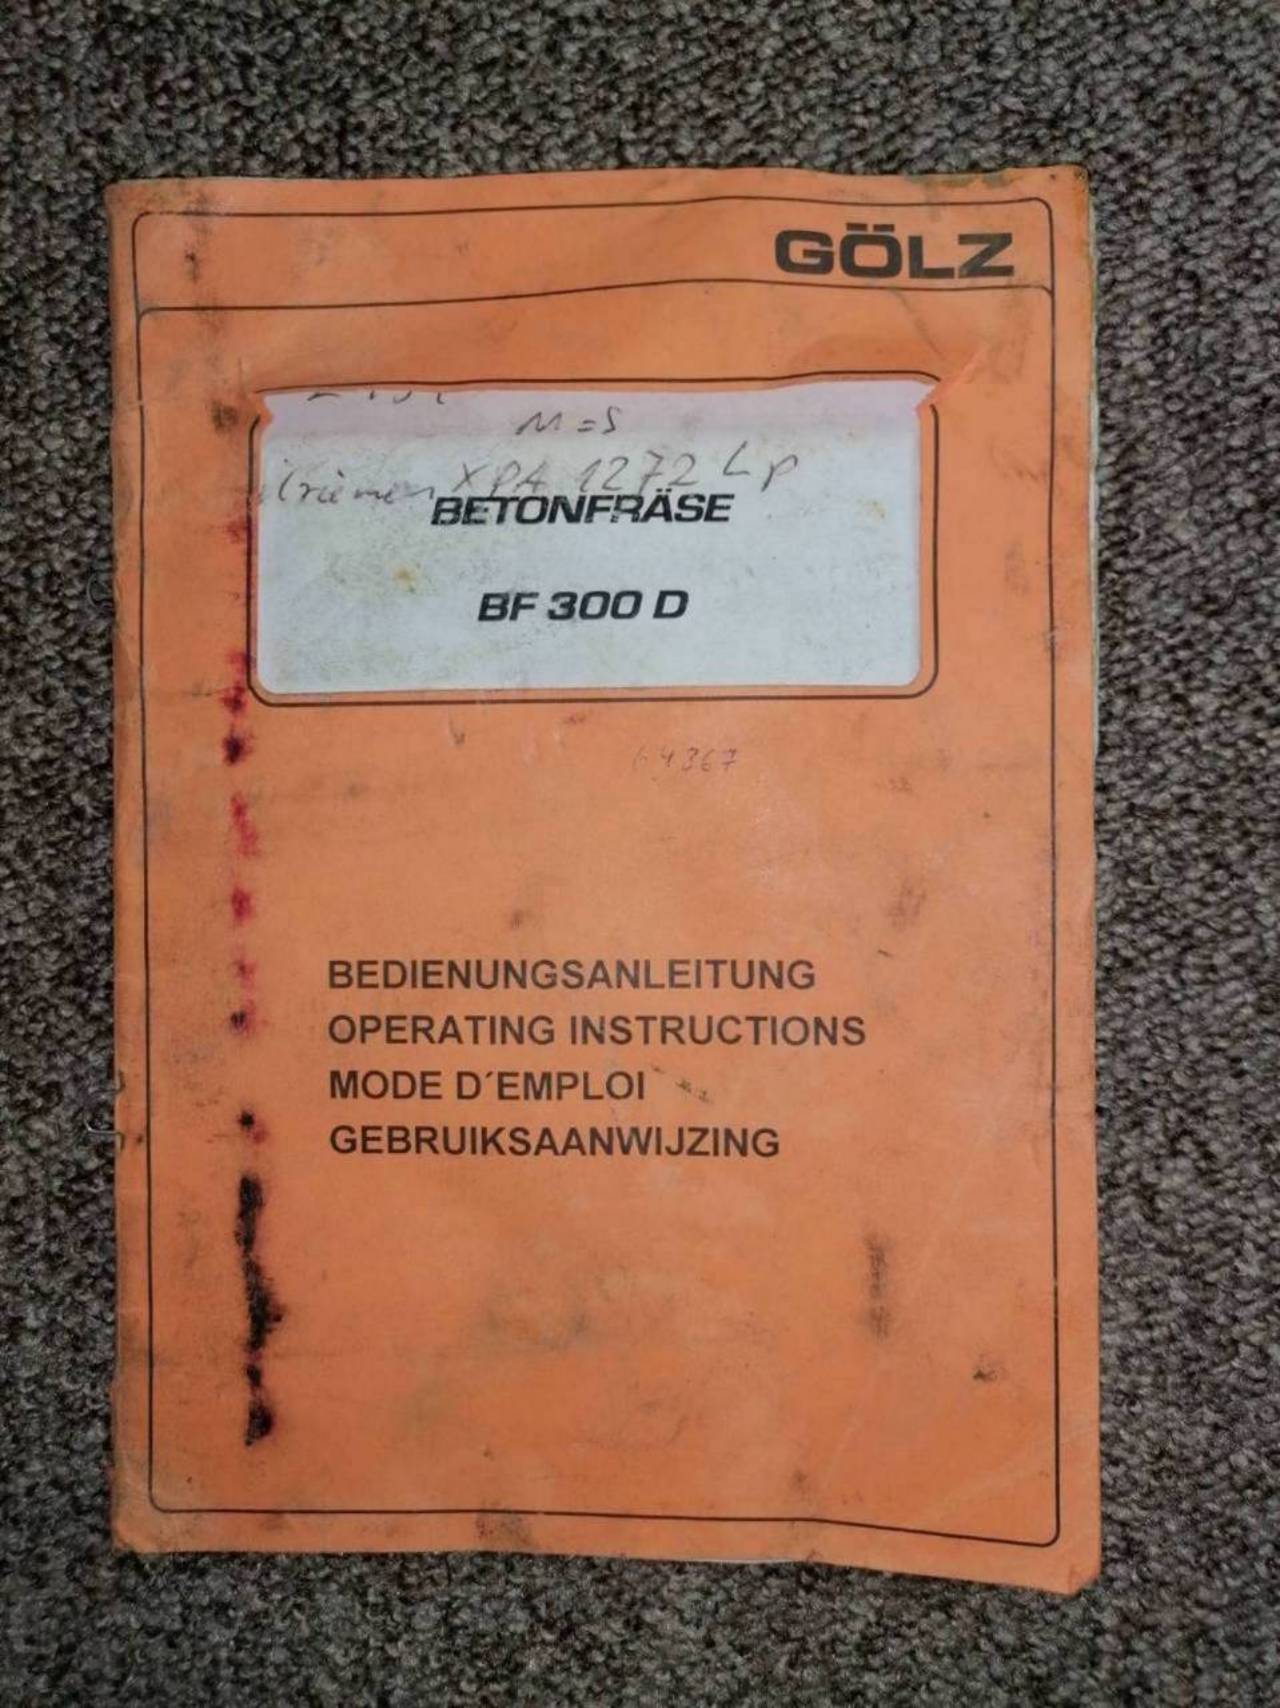 GÖLZ
M=S
XPA 1272 Lp
BETONFRÄSE
BF 300 D
64367
BEDIENUNGSANLEITUNG
OPERATING INSTRUCTIONS
MODE D´EMPLOI
GEBRUIKSAANWIJZING